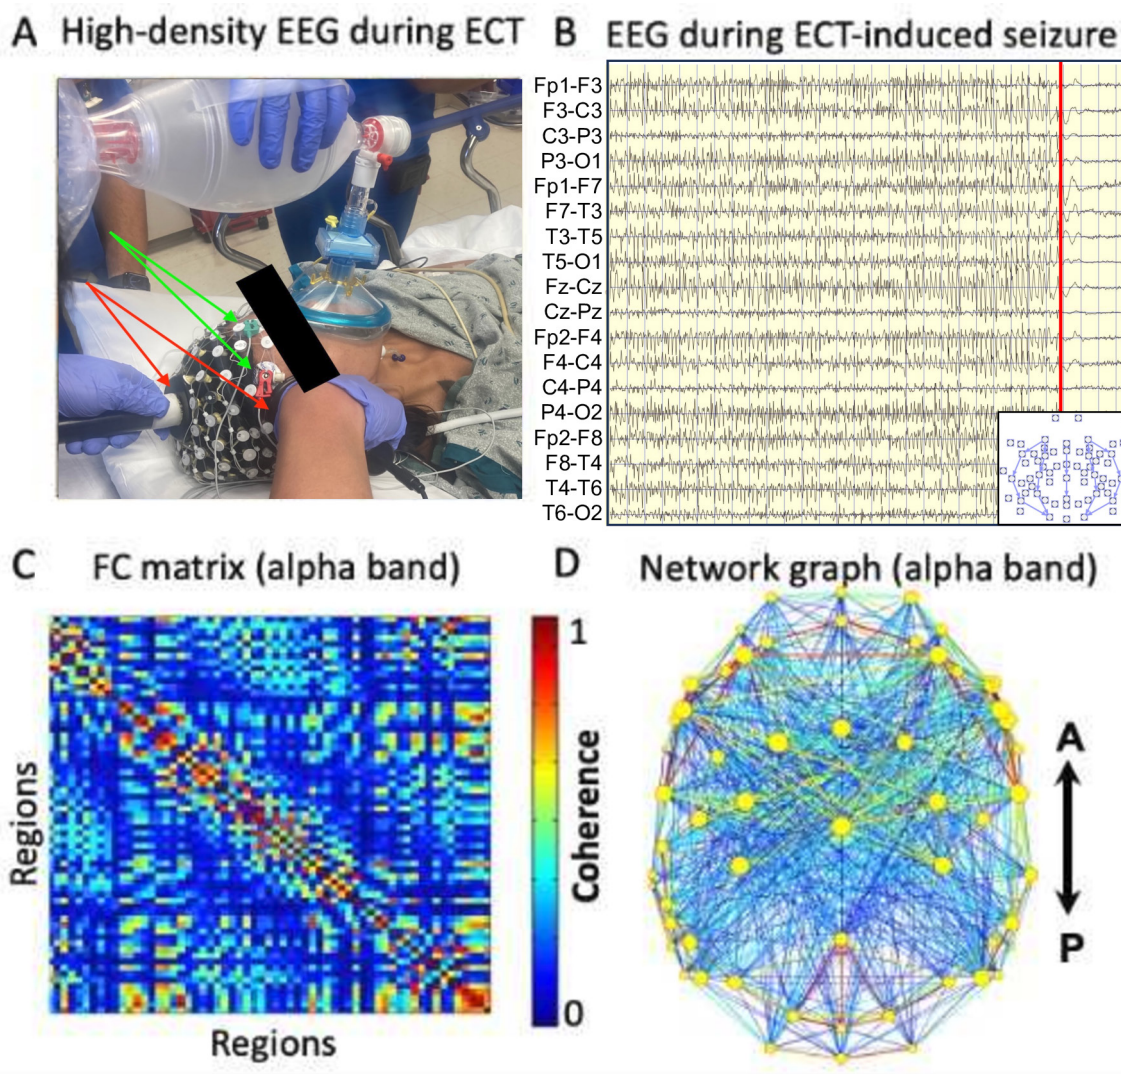 A High-density EEG during ECT
B EEG during ECT-induced seizure
Fp1-F3
F3-C3
C3-P3
P3-O1
Fp1-F7
F7-T3
T3-T5
T5-O1
Fz-Cz
Cz-Pz
Fp2-F4
F4-C4
C4-P4
P4-O2
Fp2-F8
F8-T4
T4-T6
T6-O2
C FC matrix (alpha band)
Regions
Regions
1
Coherence
0
D Network graph (alpha band)
A
P